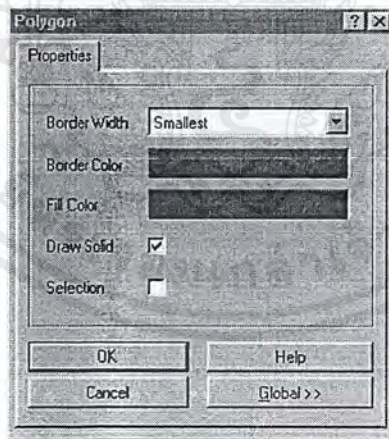 Polygon
Properties
Border Width Smallest
Border Color
Fill Color
Draw Solid
Selection
OK Help
Cancel Global >>